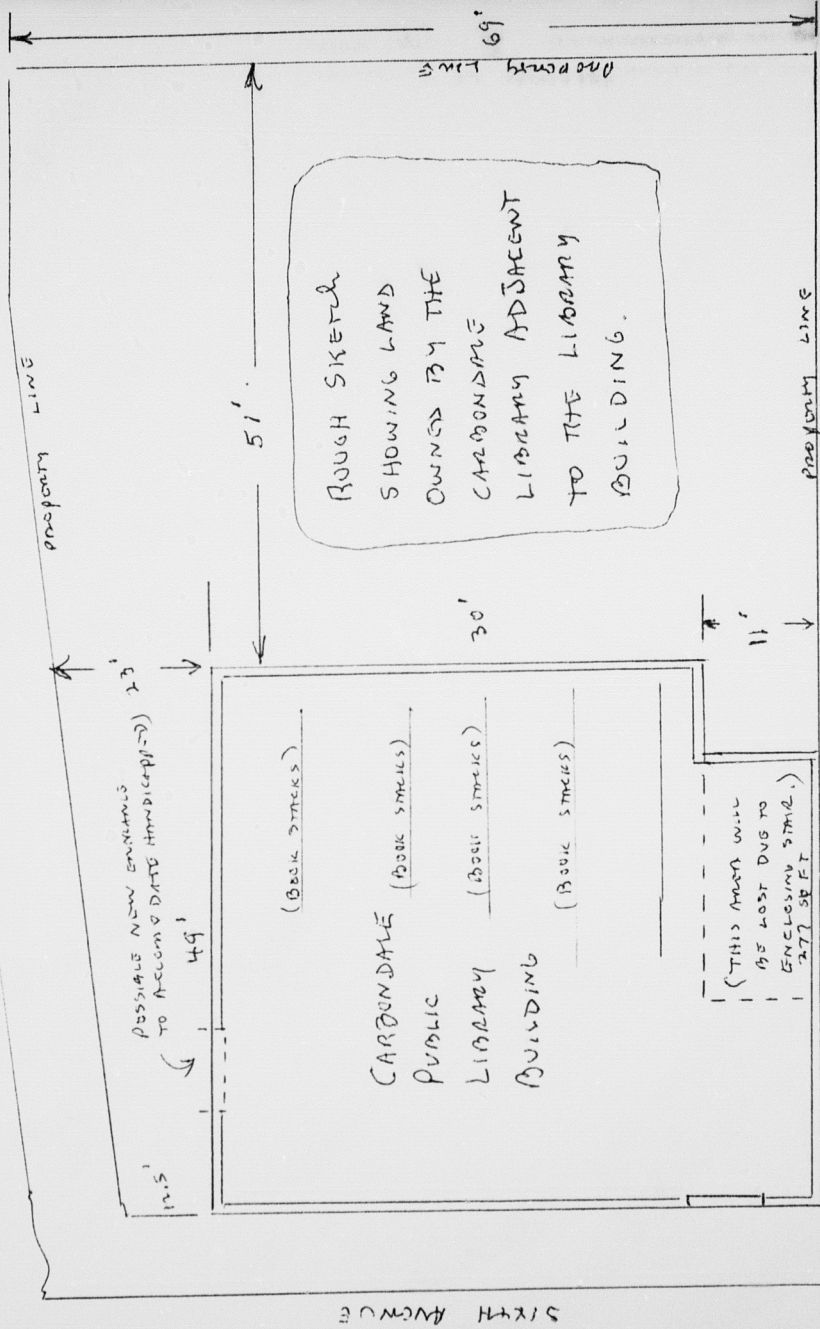 PROPERTY LINE
69'
PROPERTY LINE
51'.
ROUGH SKETCH
SHOWING LAND
OWNED BY THE
CARBONDALE
LIBRARY ADJACENT
TO THE LIBRARY
BUILDING.
PROPERTY LINE
POSSIBLE NEW ENTRANCE
TO ACCOMODATE HANDICAPPED)
23'
49'
12.5'
30'
11'
(BOOK STACKS)
(BOOK STACKS)
(BOOK STACKS)
(BOOK STACKS)
CARBONDALE
PUBLIC
LIBRARY
BUILDING
(THIS AREA WILL
BE LOST DUE TO
ENCLOSING STAIR.)
277 SQ FT
SIXTH AVENUE